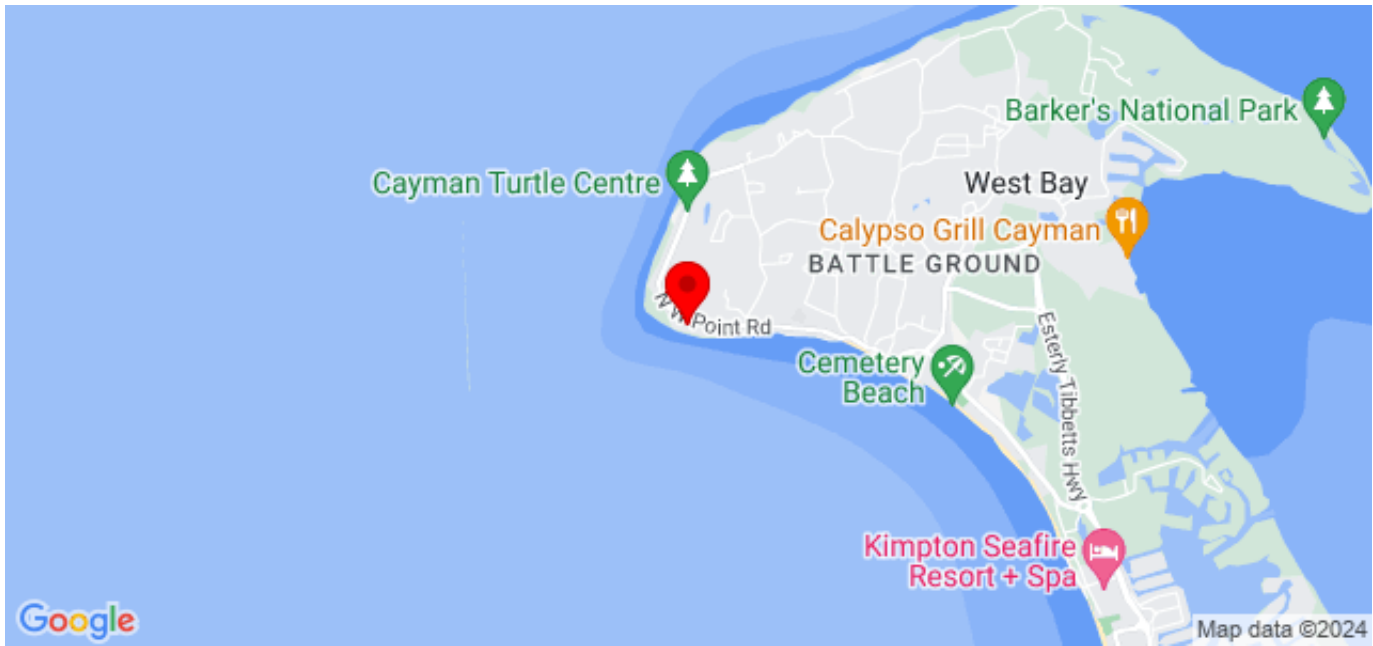 Barker's National Park
Cayman Turtle Centre
West Bay
Calypso Grill Cayman
BATTLE GROUND
N W Point Rd
Esterly Tibbetts Hwy
Cemetery
Beach
Kimpton Seafire
Resort + Spa
Google
Map data ©2024